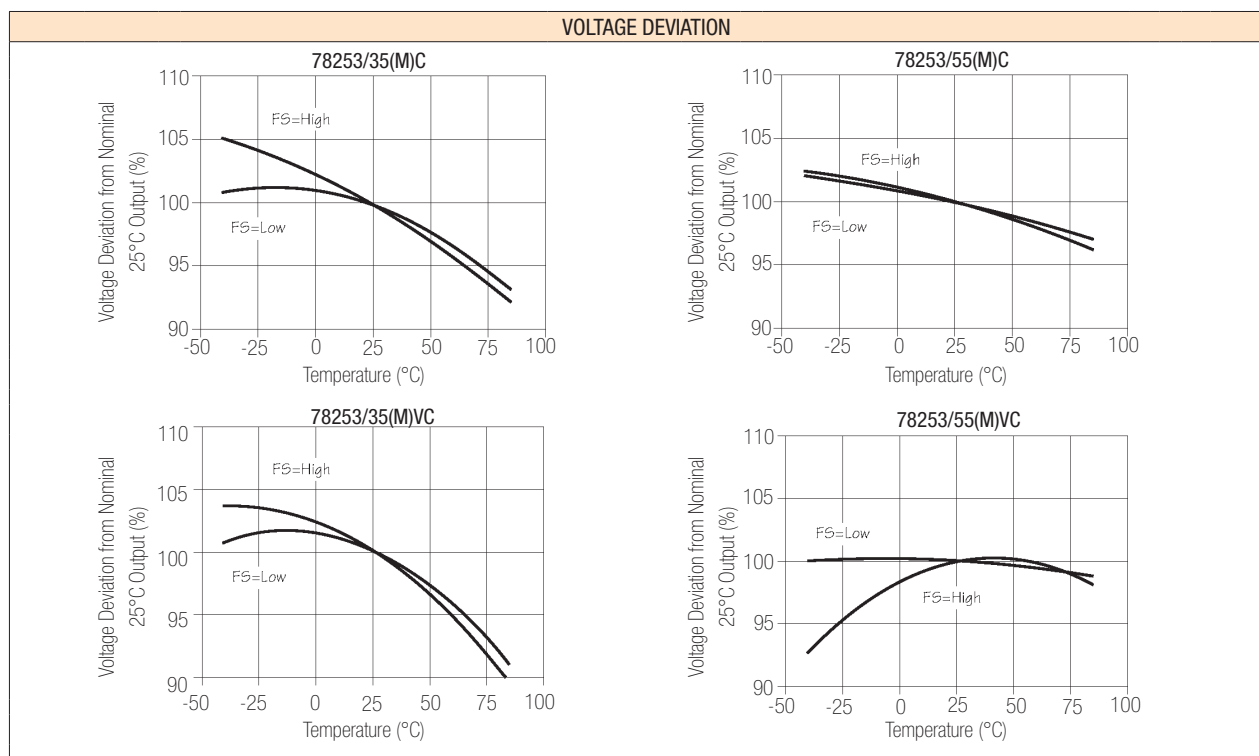 VOLTAGE DEVIATION
78253/35(M)C
Voltage Deviation from Nominal
25°C Output (%)
110
105
100
95
90
FS=High
FS=Low
-50 -25 0 25 50 75 100
Temperature (°C)
78253/55(M)C
Voltage Deviation from Nominal
25°C Output (%)
110
105
100
95
90
FS=High
FS=Low
-50 -25 0 25 50 75 100
Temperature (°C)
78253/35(M)VC
Voltage Deviation from Nominal
25°C Output (%)
110
105
100
95
90
FS=High
FS=Low
-50 -25 0 25 50 75 100
Temperature (°C)
78253/55(M)VC
Voltage Deviation from Nominal
25°C Output (%)
110
105
100
95
90
FS=Low
FS=High
-50 -25 0 25 50 75 100
Temperature (°C)